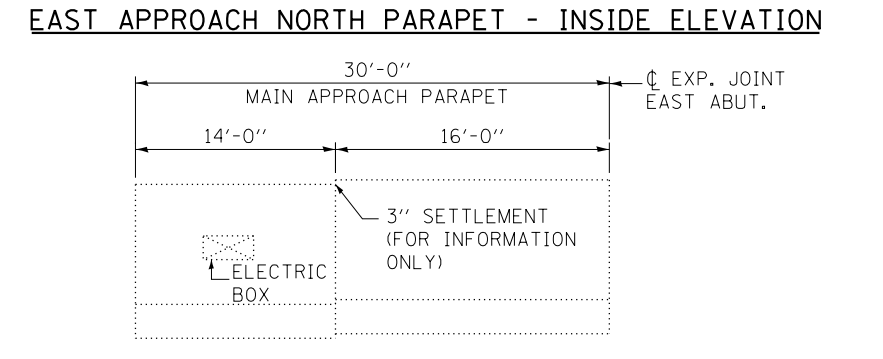 EAST APPROACH NORTH PARAPET - INSIDE ELEVATION
30'-0''
MAIN APPROACH PARAPET
℄ EXP. JOINT
EAST ABUT.
14'-0''
16'-0''
3'' SETTLEMENT
(FOR INFORMATION
ONLY)
ELECTRIC
BOX